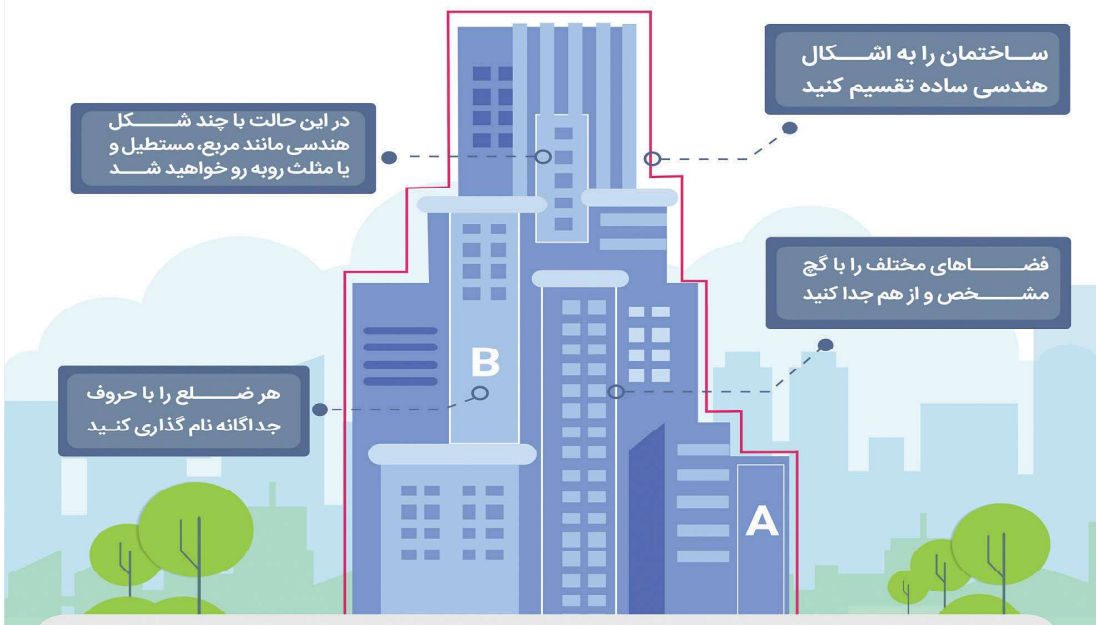 ساختمان را به اشکال
هندسی ساده تقسیم کنید
در این حالت با چند شکل
هندسی مانند مربع، مستطیل و
یا مثلث روبه رو خواهید شد
فضاهای مختلف را با گچ
مشخص و از هم جدا کنید
هر ضلع را با حروف
جداگانه نام گذاری کنید
B
A